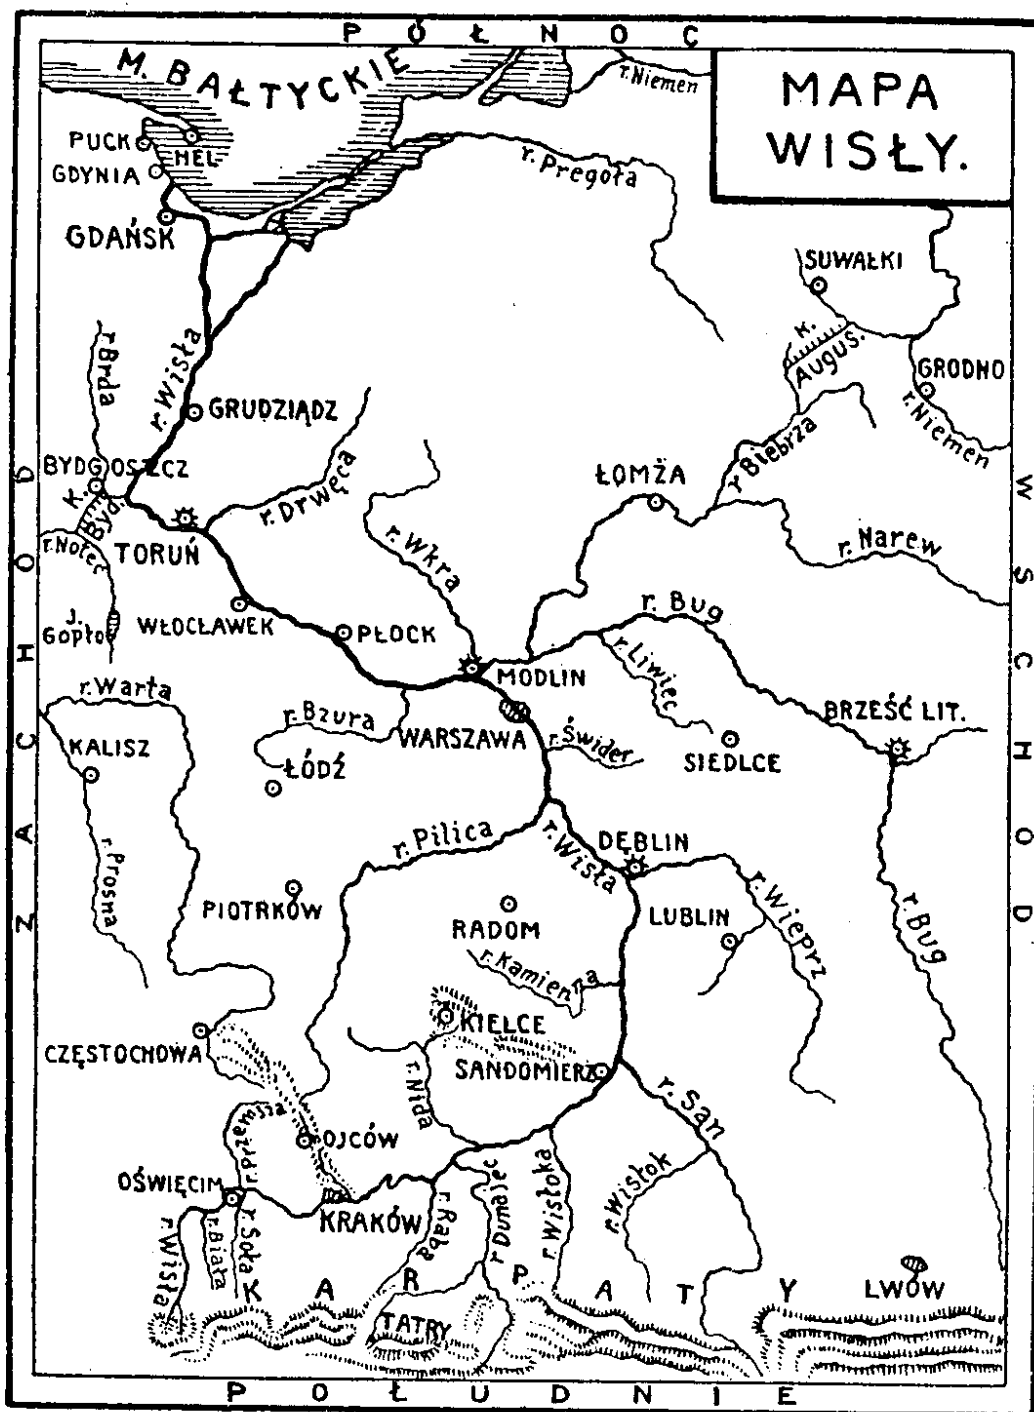 PÓŁNOC
MAPA
WISŁY.
M. BAŁTYCKIE
r. Niemen
PUCK
HEL
GDYNIA
r. Pregoła
GDAŃSK
SUWAŁKI
r. Brda
r. Wisła
K.
Augus.
GRODNO
GRUDZIĄDZ
r. Niemen
BYDGOSZCZ
r Biebrza
ŁOMŻA
K.
Byd.
r. Drwęca
r. Noteć
TORUŃ
r. Wkra
r. Narew
J.
Gopło
WŁOCŁAWEK
PŁOCK
r. Bug
r. Liwiec
MODLIN
r. Warta
r. Bzura
BRZEŚĆ LIT.
KALISZ
WARSZAWA
r. Świder
SIEDLCE
ŁÓDŹ
r. Pilica
r. Wisła
DĘBLIN
r. Prosna
PIOTRKÓW
RADOM
LUBLIN
r. Wieprz
r. Bug
r. Kamienna
KIELCE
CZĘSTOCHOWA
SANDOMIERZ
r. Nida
r. San
r. Przemsza
OJCÓW
OŚWIĘCIM
KRAKÓW
r. Wisła
r. Biała
r. Soła
r. Raba
r Dunajec
r. Wisłoka
r. Wisłok
KARPATY
LWÓW
TATRY
POŁUDNIE
ZACHÓD
WSCHÓD